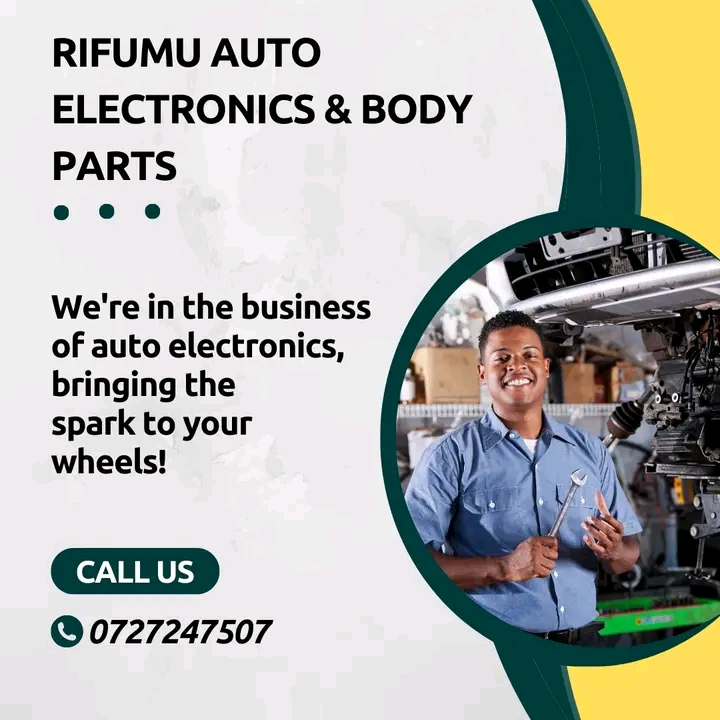 RIFUMU AUTO
ELECTRONICS & BODY
PARTS
We're in the business
of auto electronics,
bringing the
spark to your
wheels!
CALL US
0727247507